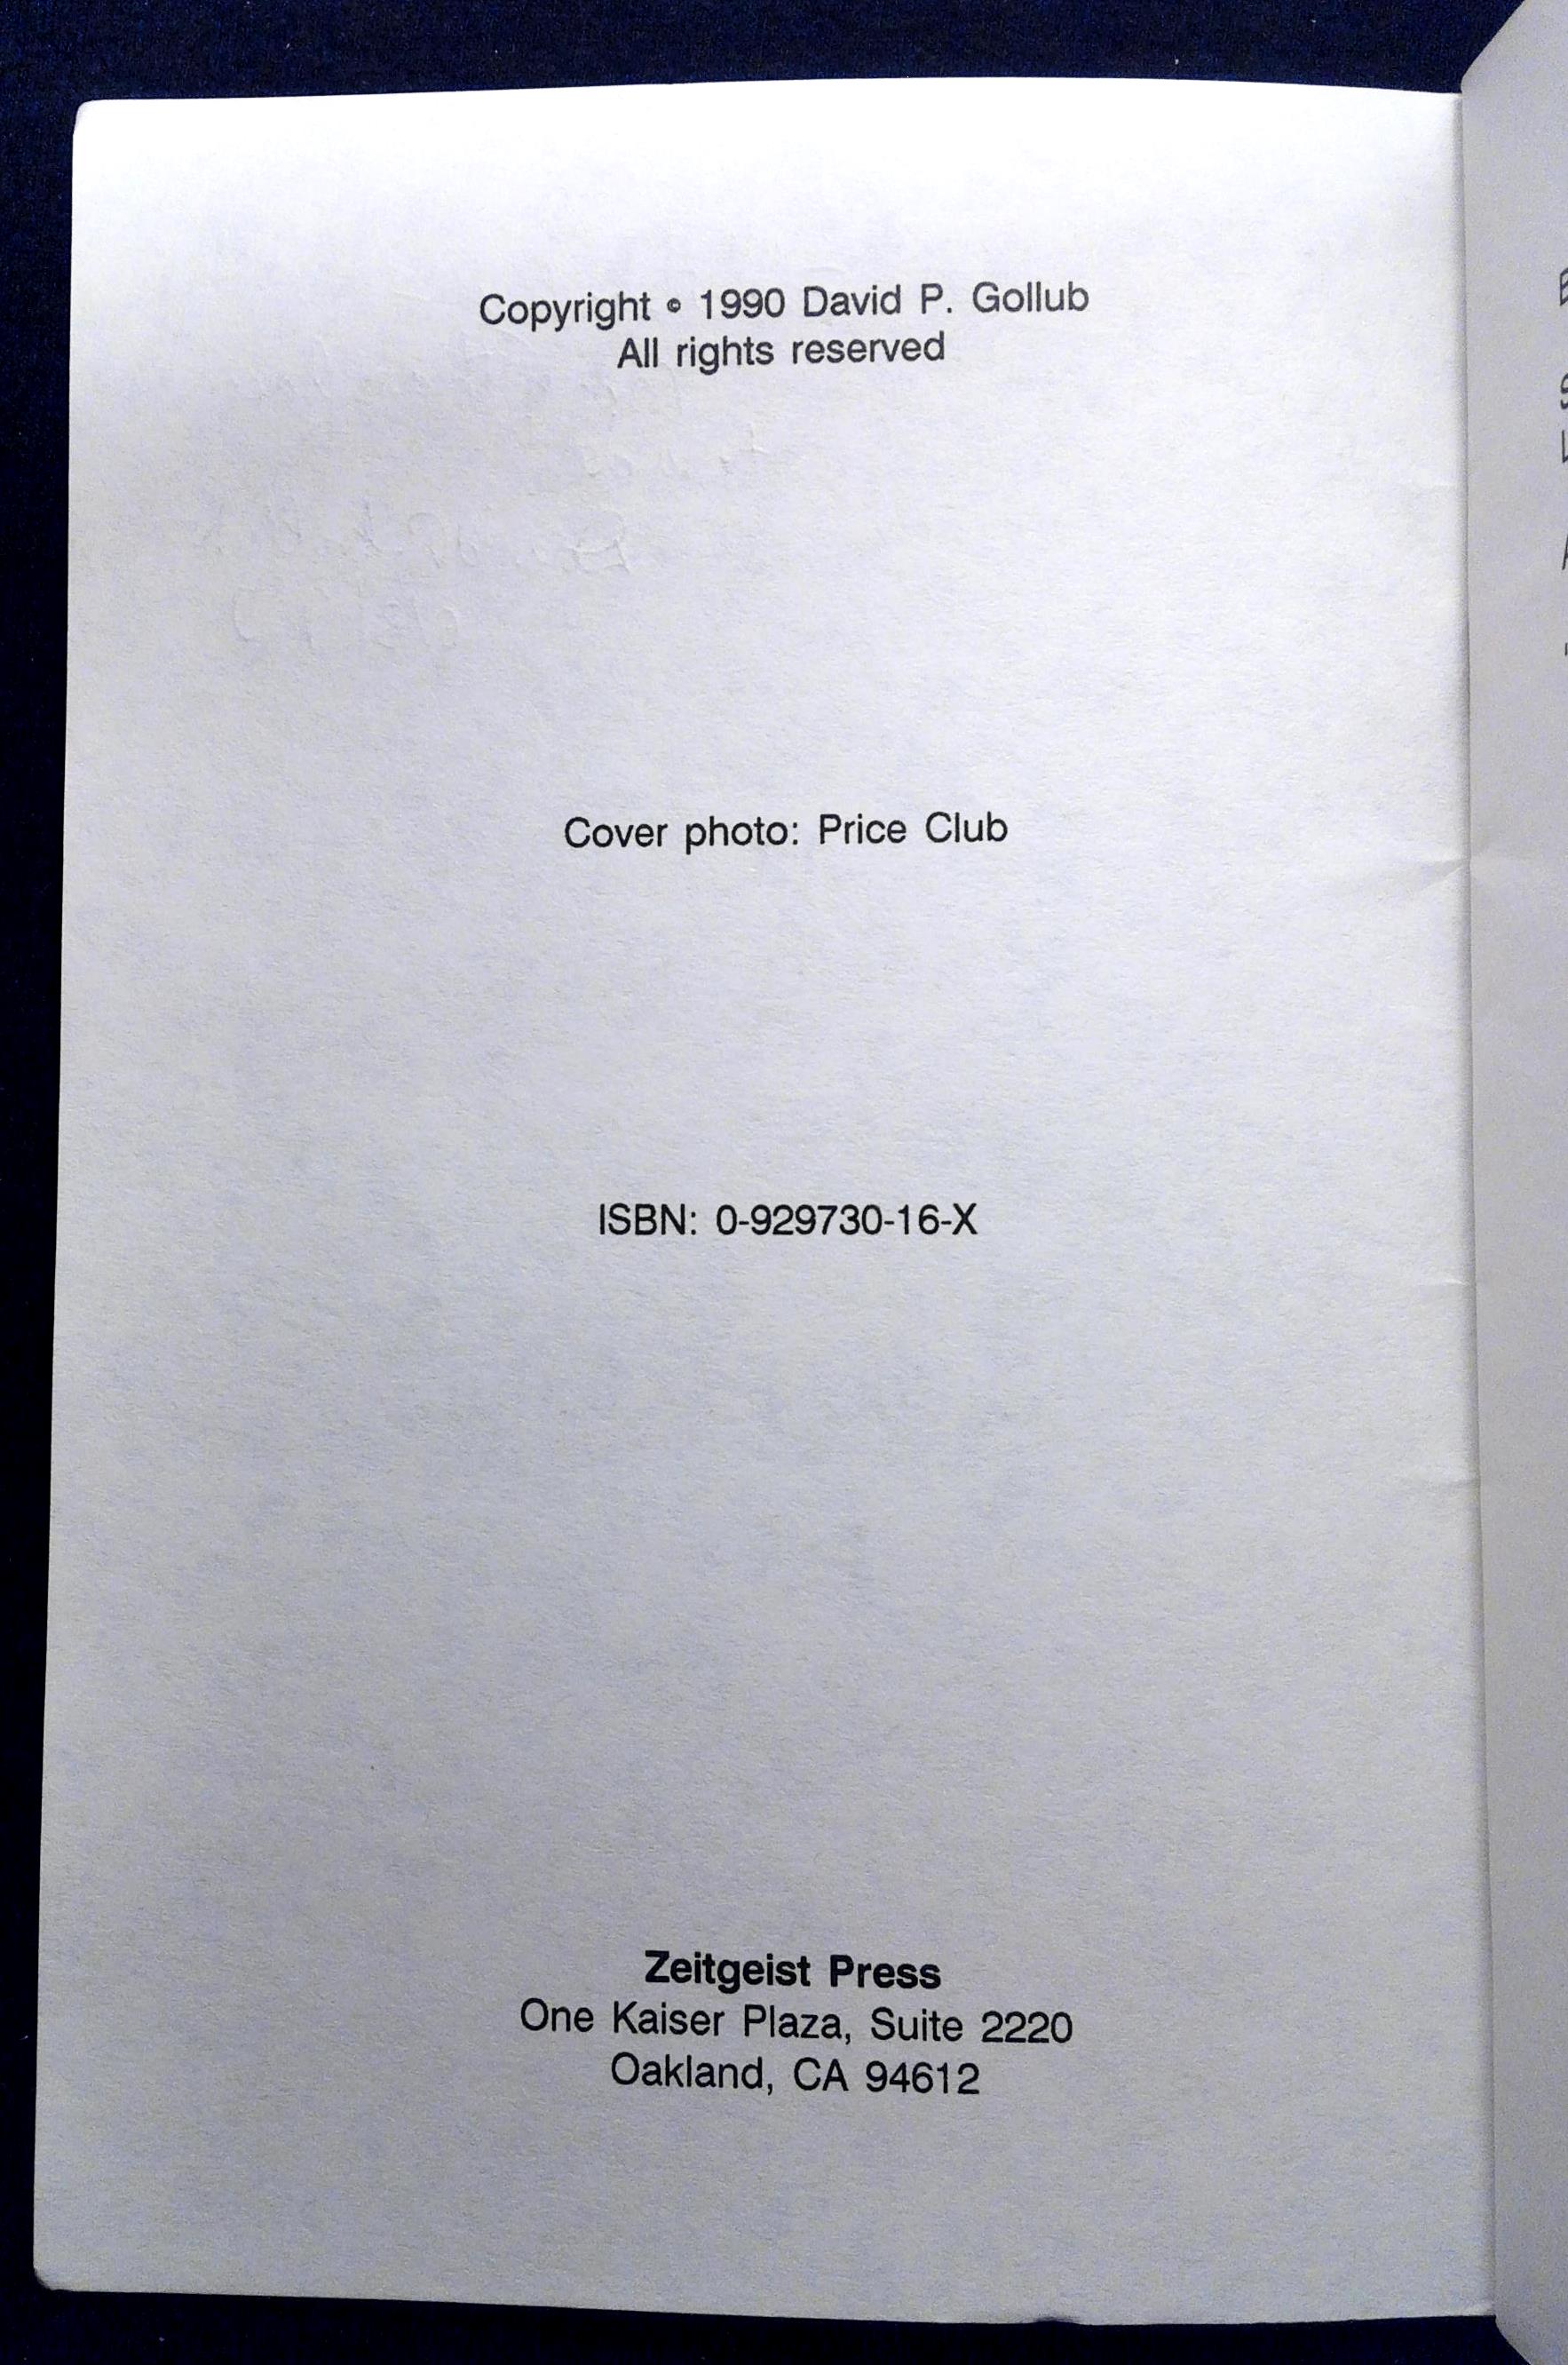 Copyright © 1990 David P. Gollub
All rights reserved
Cover photo: Price Club
ISBN: 0-929730-16-X
Zeitgeist Press
One Kaiser Plaza, Suite 2220
Oakland, CA 94612